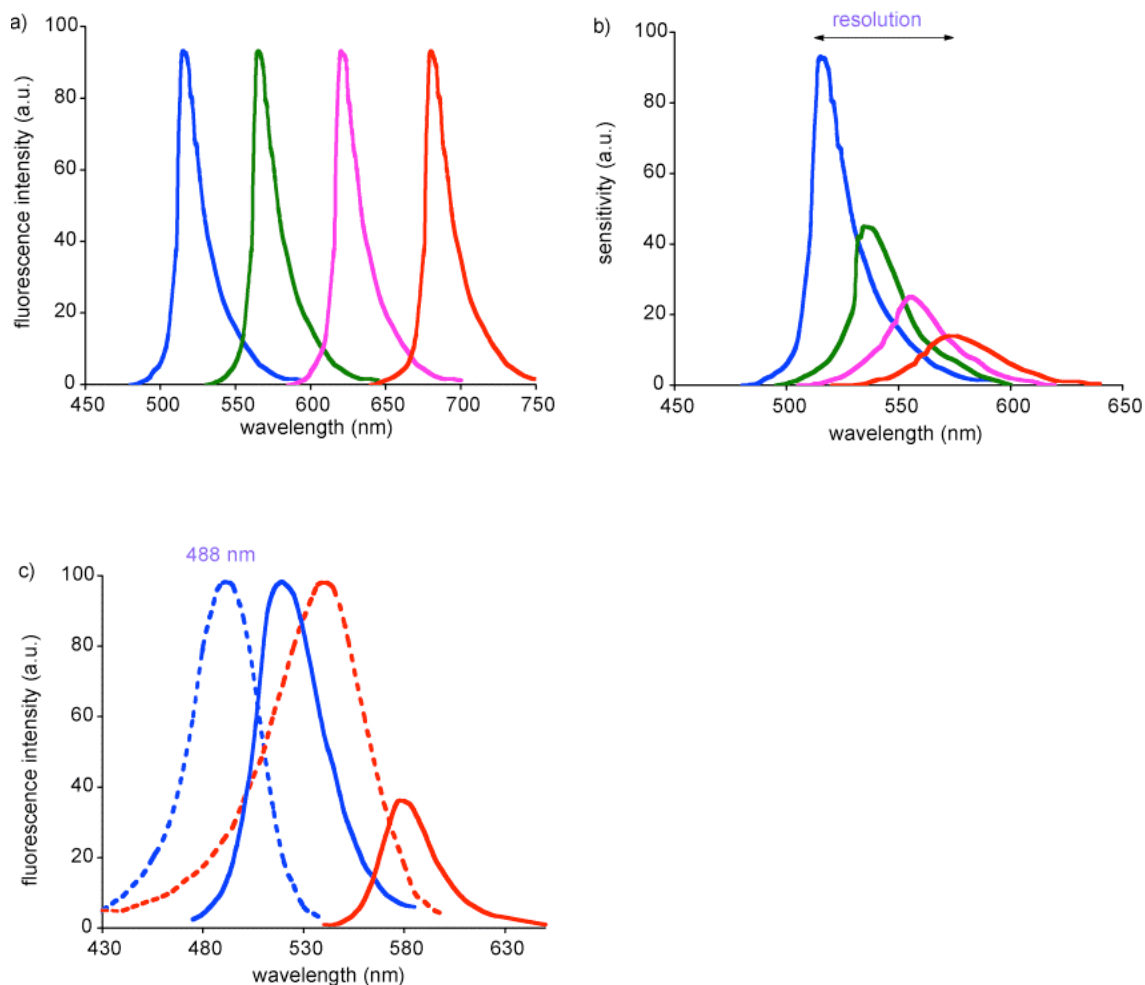 a)
fluorescence intensity (a.u.)
100
80
60
40
20
0
450 500 550 600 650 700 750
wavelength (nm)
b)
resolution
sensitivity (a.u.)
100
80
60
40
20
0
450 500 550 600 650
wavelength (nm)
c)
488 nm
fluorescence intensity (a.u.)
100
80
60
40
20
0
430 480 530 580 630
wavelength (nm)